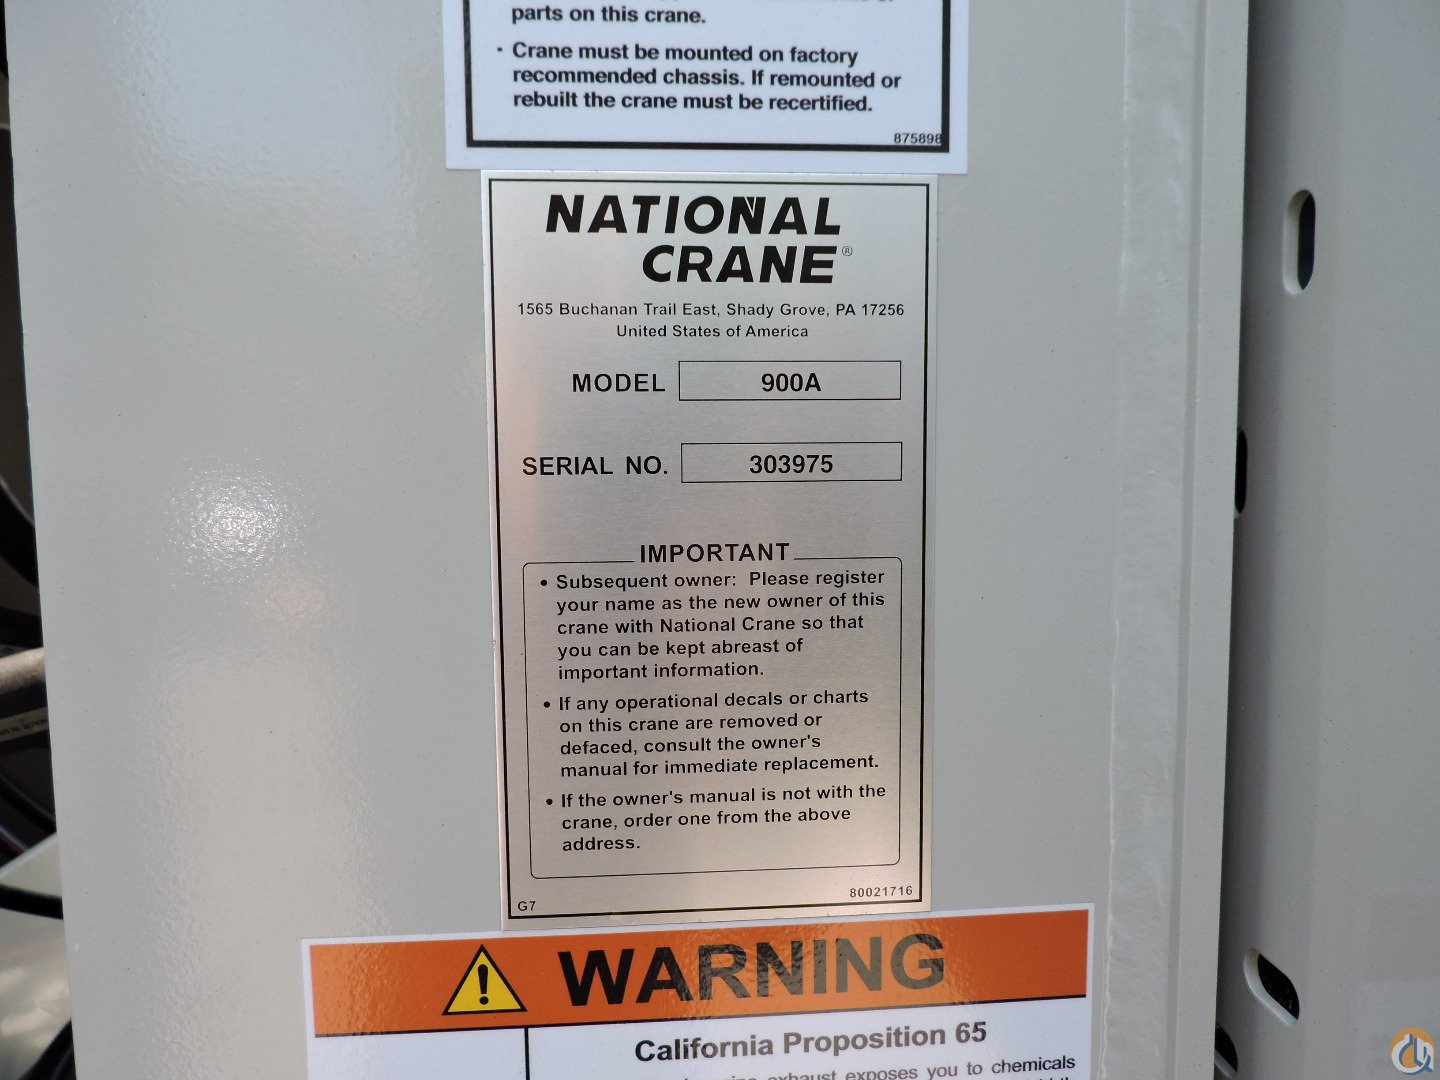 parts on this crane.
• Crane must be mounted on factory
recommended chassis. If remounted or
rebuilt the crane must be recertified.
875898
NATIONAL
CRANE®
1565 Buchanan Trail East, Shady Grove, PA 17256
United States of America
MODEL 900A
SERIAL NO. 303975
IMPORTANT
• Subsequent owner: Please register
your name as the new owner of this
crane with National Crane so that
you can be kept abreast of
important information.
• If any operational decals or charts
on this crane are removed or
defaced, consult the owner's
manual for immediate replacement.
• If the owner's manual is not with the
crane, order one from the above
address.
G7 80021716
WARNING
California Proposition 65
exhaust exposes you to chemicals